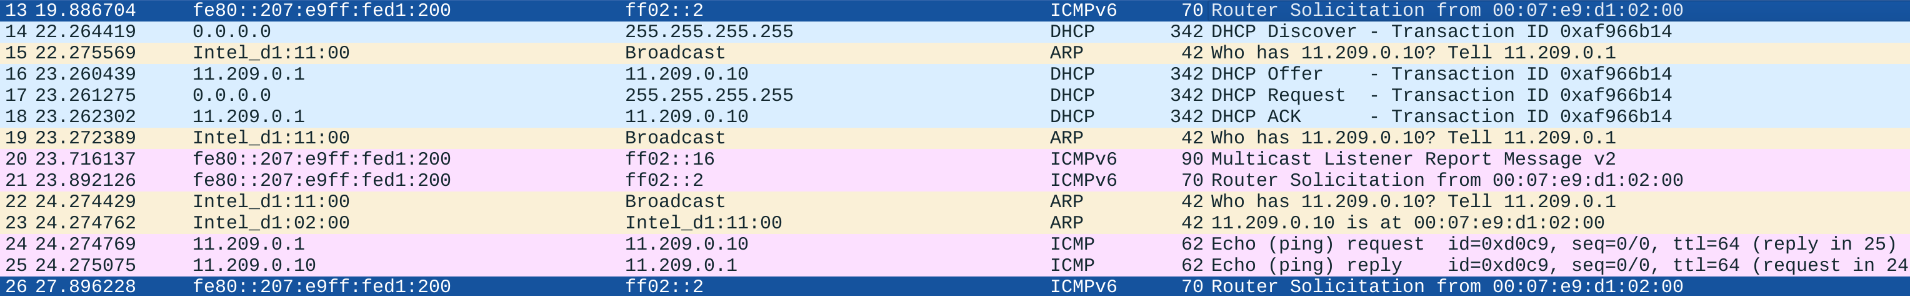 13 19.886704 fe80::207:e9ff:fed1:200 ff02::2 ICMPv6 70 Router Solicitation from 00:07:e9:d1:02:00
14 22.264419 0.0.0.0 255.255.255.255 DHCP 342 DHCP Discover - Transaction ID 0xaf966b14
15 22.275569 Intel_d1:11:00 Broadcast ARP 42 Who has 11.209.0.10? Tell 11.209.0.1
16 23.260439 11.209.0.1 11.209.0.10 DHCP 342 DHCP Offer - Transaction ID 0xaf966b14
17 23.261275 0.0.0.0 255.255.255.255 DHCP 342 DHCP Request - Transaction ID 0xaf966b14
18 23.262302 11.209.0.1 11.209.0.10 DHCP 342 DHCP ACK - Transaction ID 0xaf966b14
19 23.272389 Intel_d1:11:00 Broadcast ARP 42 Who has 11.209.0.10? Tell 11.209.0.1
20 23.716137 fe80::207:e9ff:fed1:200 ff02::16 ICMPv6 90 Multicast Listener Report Message v2
21 23.892126 fe80::207:e9ff:fed1:200 ff02::2 ICMPv6 70 Router Solicitation from 00:07:e9:d1:02:00
22 24.274429 Intel_d1:11:00 Broadcast ARP 42 Who has 11.209.0.10? Tell 11.209.0.1
23 24.274762 Intel_d1:02:00 Intel_d1:11:00 ARP 42 11.209.0.10 is at 00:07:e9:d1:02:00
24 24.274769 11.209.0.1 11.209.0.10 ICMP 62 Echo (ping) request id=0xd0c9, seq=0/0, ttl=64 (reply in 25)
25 24.275075 11.209.0.10 11.209.0.1 ICMP 62 Echo (ping) reply id=0xd0c9, seq=0/0, ttl=64 (request in 24
26 27.896228 fe80::207:e9ff:fed1:200 ff02::2 ICMPv6 70 Router Solicitation from 00:07:e9:d1:02:00